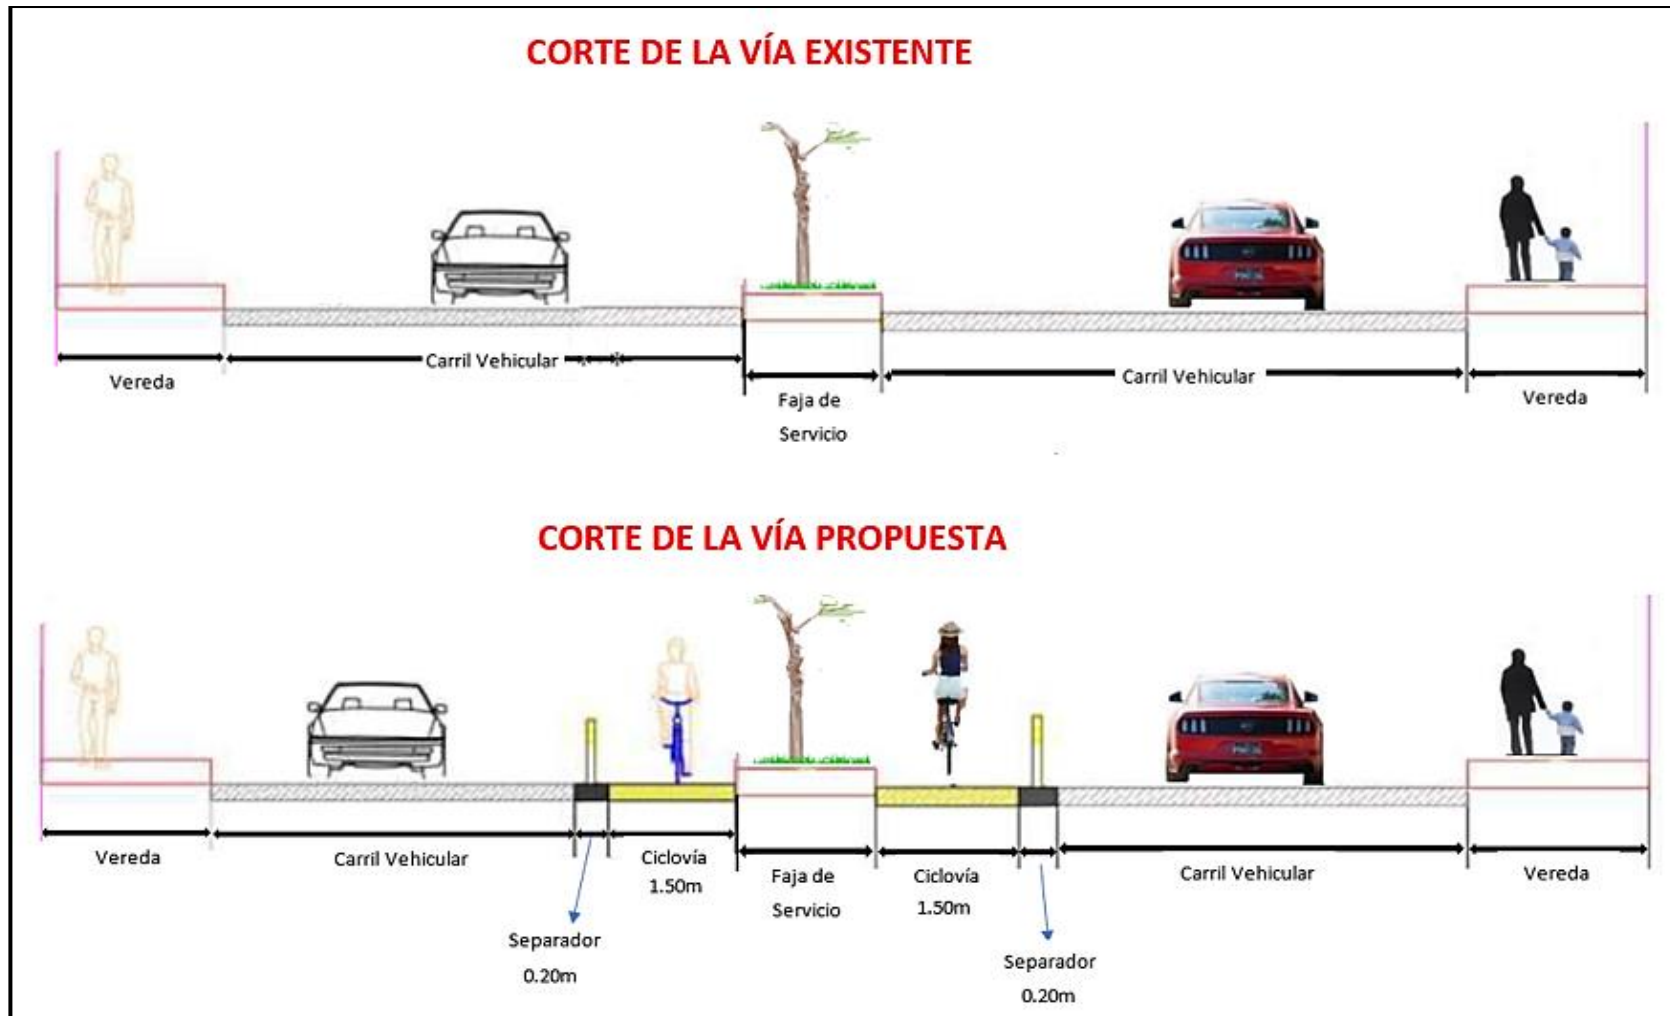 CORTE DE LA VÍA EXISTENTE
Vereda
Carril Vehicular
Faja de
Servicio
Carril Vehicular
Vereda
CORTE DE LA VÍA PROPUESTA
Vereda
Carril Vehicular
Separador
0.20m
Ciclovía
1.50m
Faja de
Servicio
Ciclovía
1.50m
Separador
0.20m
Carril Vehicular
Vereda